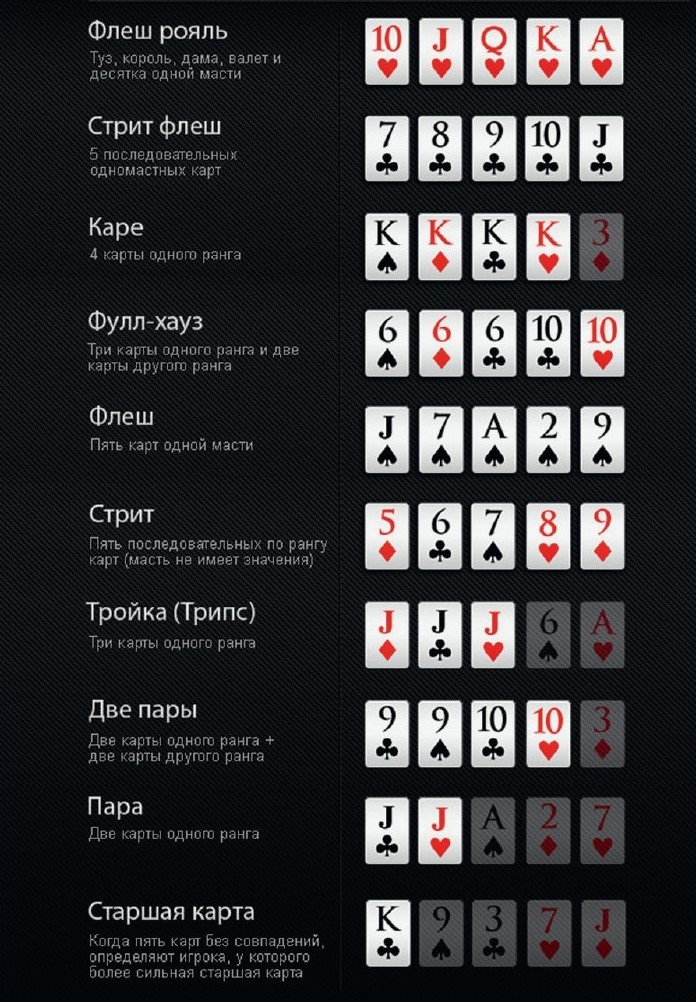 Флеш рояль
Туз, король, дама, валет и
десятка одной масти
10 J Q K A
Стрит флеш
5 последовательных
одномастных карт
7 8 9 10 J
Каре
4 карты одного ранга
K K K K 3
Фулл-хауз
Три карты одного ранга и две
карты другого ранга
6 6 6 10 10
Флеш
Пять карт одной масти
J 7 A 2 9
Стрит
Пять последовательных по рангу
карт (масть не имеет значения)
5 6 7 8 9
Тройка (Трипс)
Три карты одного ранга
J J J 6 A
Две пары
Две карты одного ранга +
две карты другого ранга
9 9 10 10 3
Пара
Две карты одного ранга
J J A 2 7
Старшая карта
Когда пять карт без совпадений,
определяют игрока, у которого
более сильная старшая карта
K 9 3 7 J